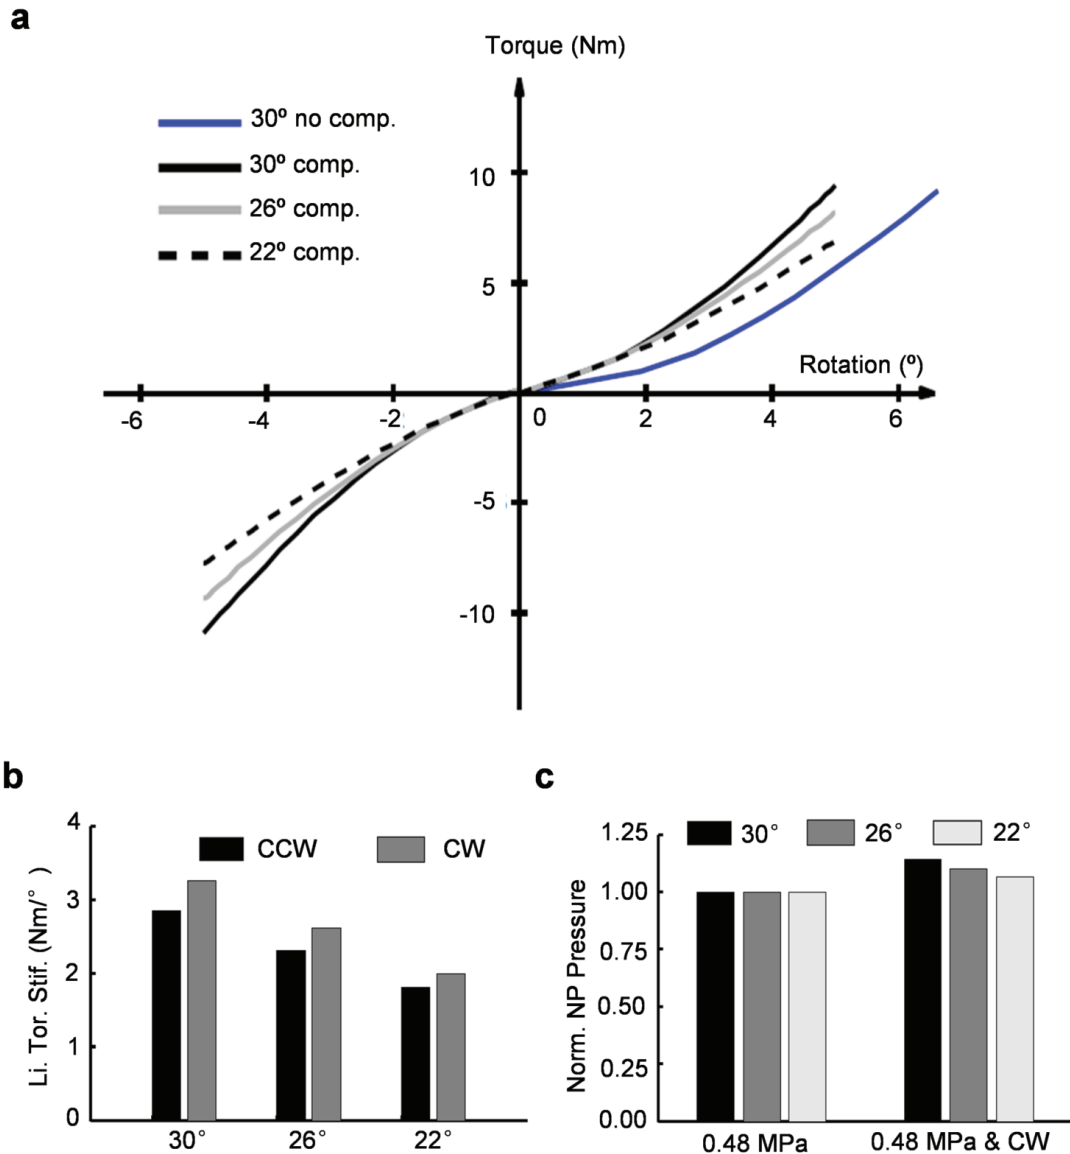 a
Torque (Nm)
30º no comp.
30º comp.
26º comp.
22º comp.
10
5
Rotation (º)
-6 -4 -2 0 2 4 6
-5
-10
b
c
4
3
2
1
0
Li. Tor. Stif. (Nm/° )
CCW CW
30° 26° 22°
1.25
1.00
0.75
0.50
0.25
0.00
Norm. NP Pressure
30° 26° 22°
0.48 MPa 0.48 MPa & CW